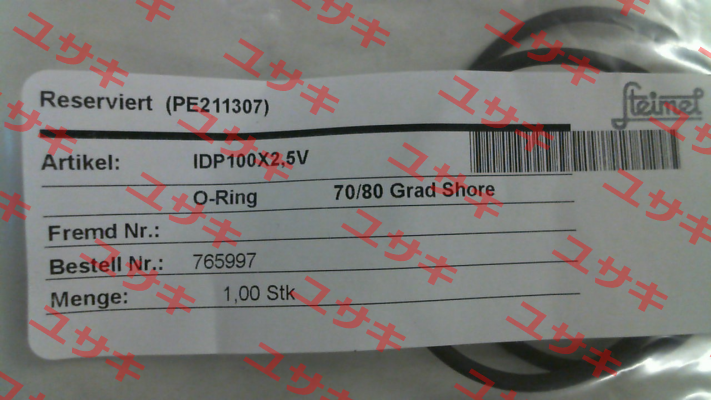 Reserviert (PE211307)
Steimel
Artikel: IDP100X2,5V
O-Ring 70/80 Grad Shore
Fremd Nr.:
Bestell Nr.: 765997
Menge: 1,00 Stk
ユサキ